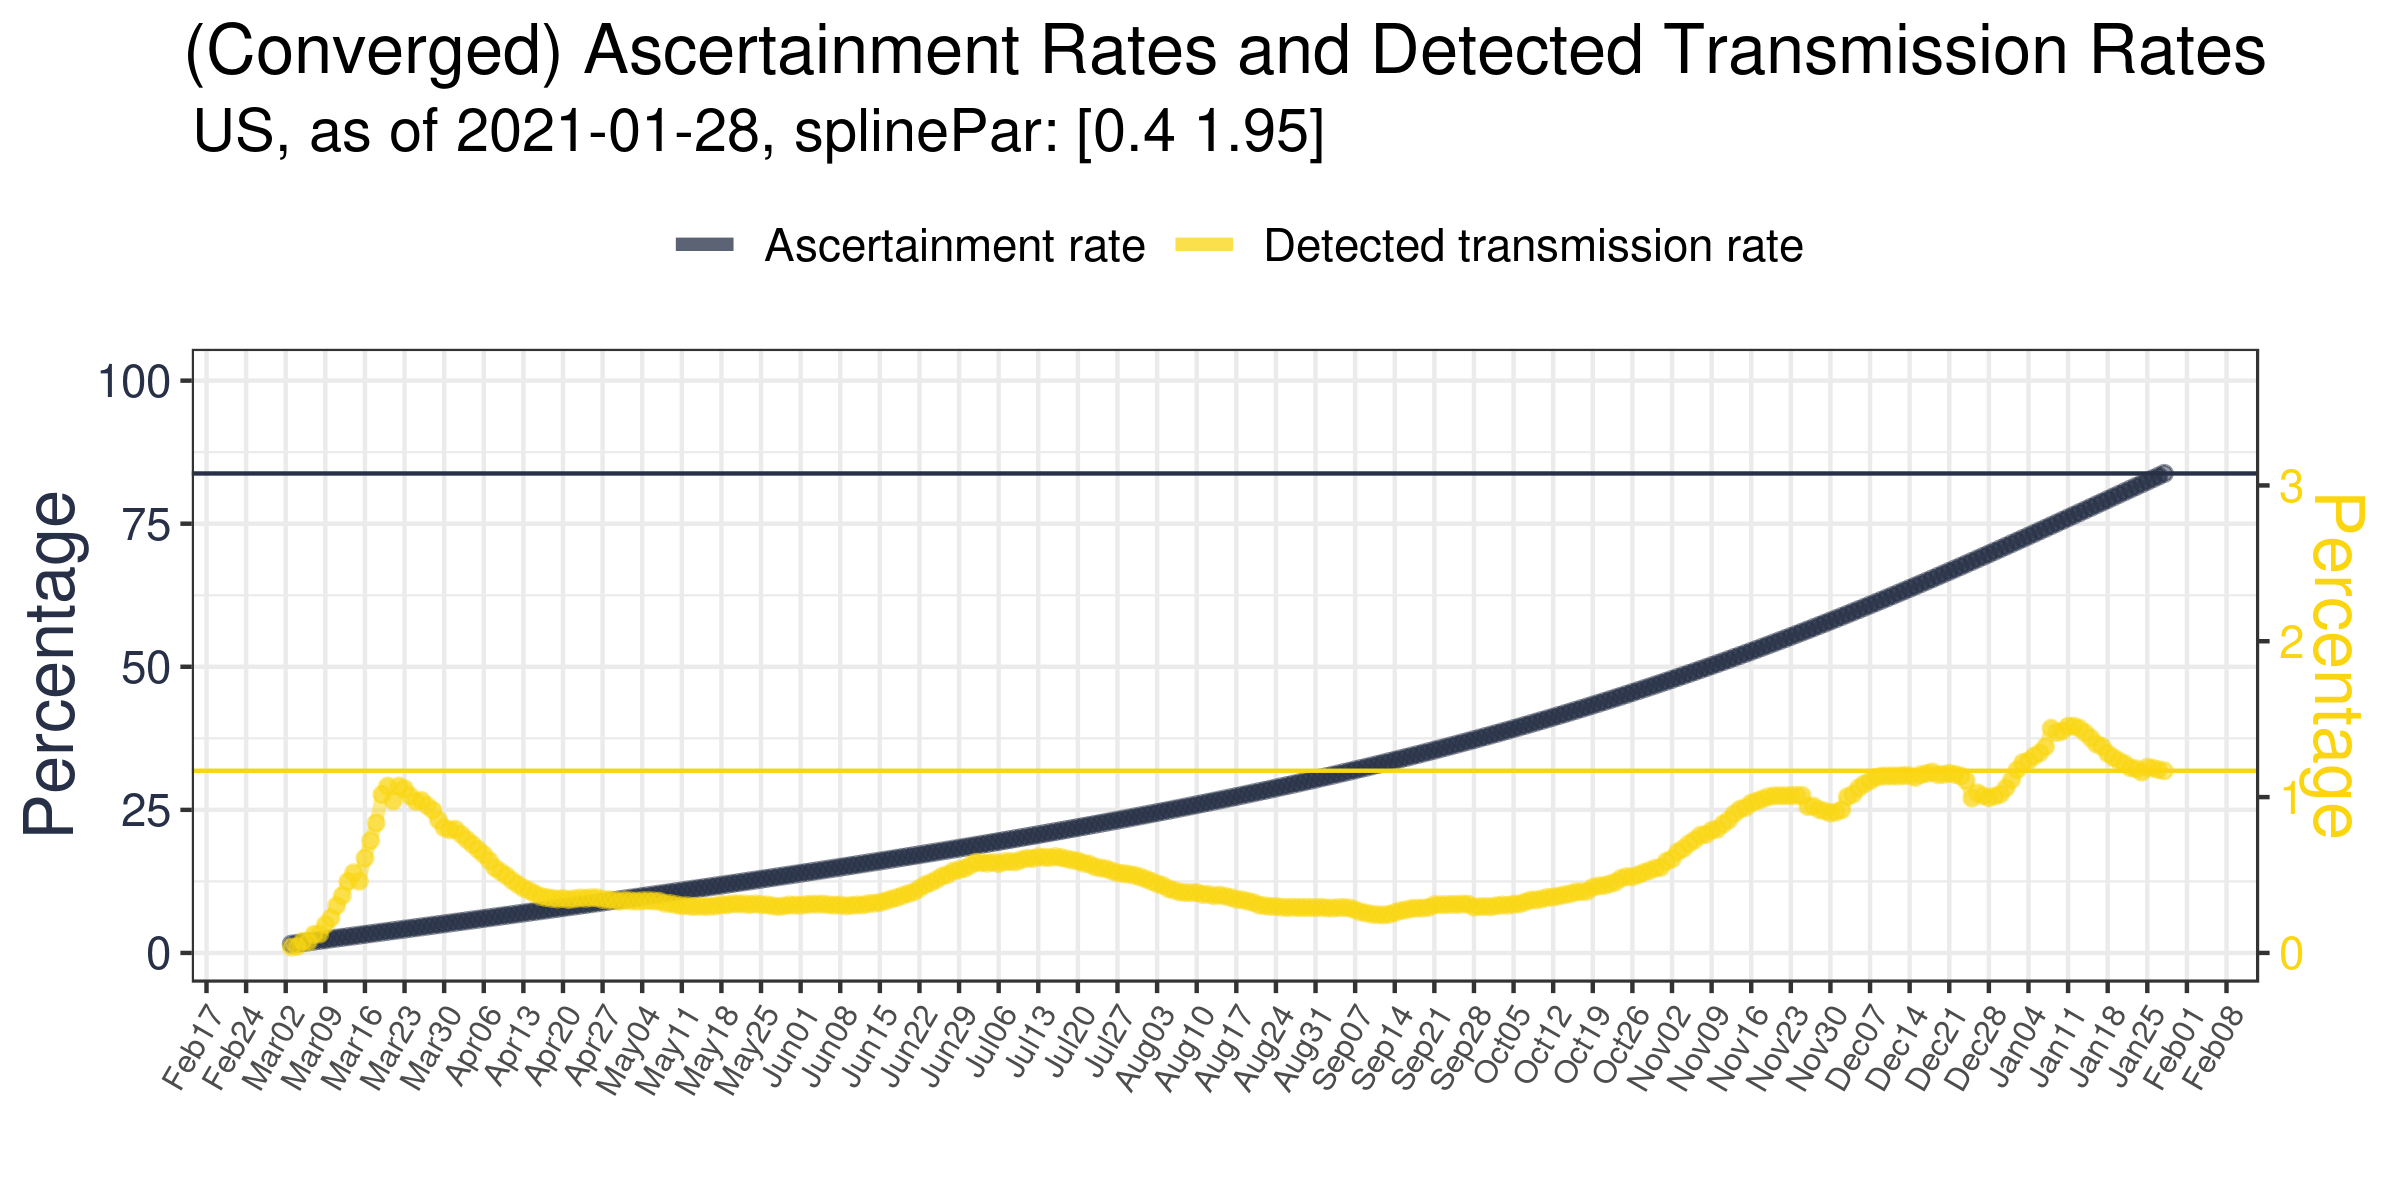 (Converged) Ascertainment Rates and Detected Transmission Rates
US, as of 2021-01-28, splinePar: [0.4 1.95]
Ascertainment rate
Detected transmission rate
Percentage
100
75
50
25
0
3
2
1
0
Percentage
Feb17
Feb24
Mar02
Mar09
Mar16
Mar23
Mar30
Apr06
Apr13
Apr20
Apr27
May04
May11
May18
May25
Jun01
Jun08
Jun15
Jun22
Jun29
Jul06
Jul13
Jul20
Jul27
Aug03
Aug10
Aug17
Aug24
Aug31
Sep07
Sep14
Sep21
Sep28
Oct05
Oct12
Oct19
Oct26
Nov02
Nov09
Nov16
Nov23
Nov30
Dec07
Dec14
Dec21
Dec28
Jan04
Jan11
Jan18
Jan25
Feb01
Feb08